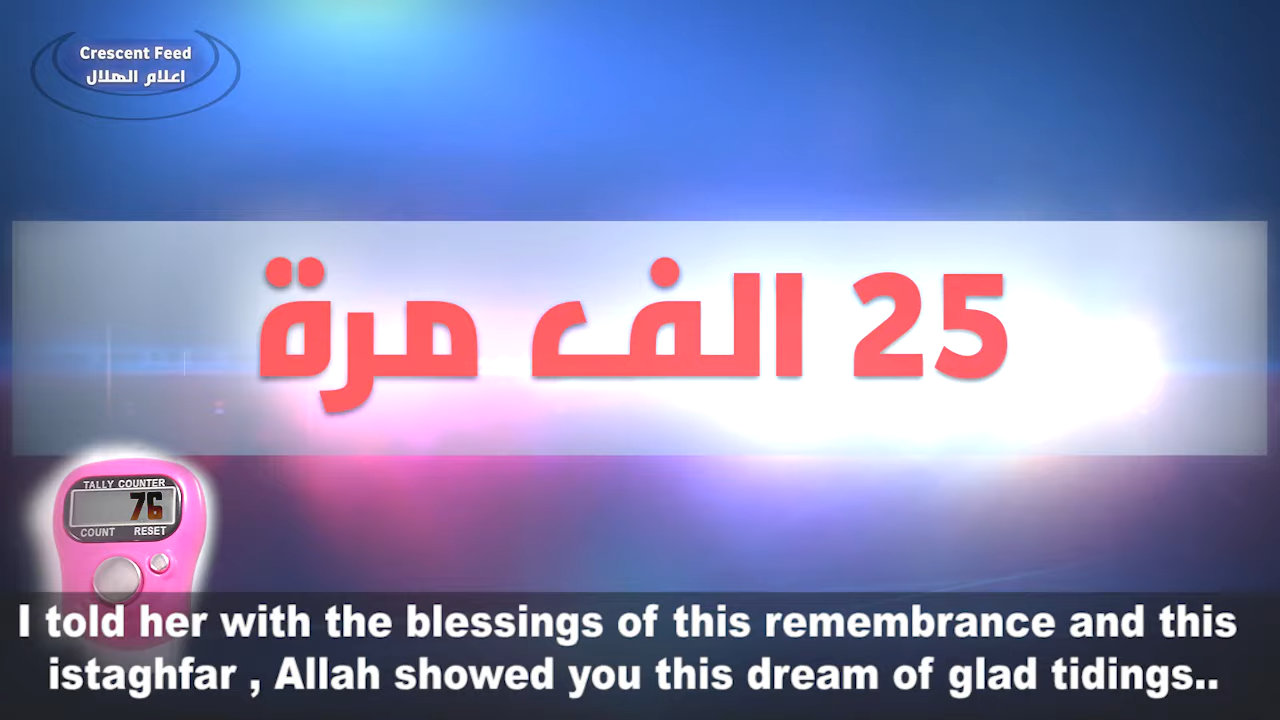 Crescent Feed
اعلام الهلال
25 الف مرة
TALLY COUNTER
76
COUNT RESET
I told her with the blessings of this remembrance and this
istaghfar , Allah showed you this dream of glad tidings..